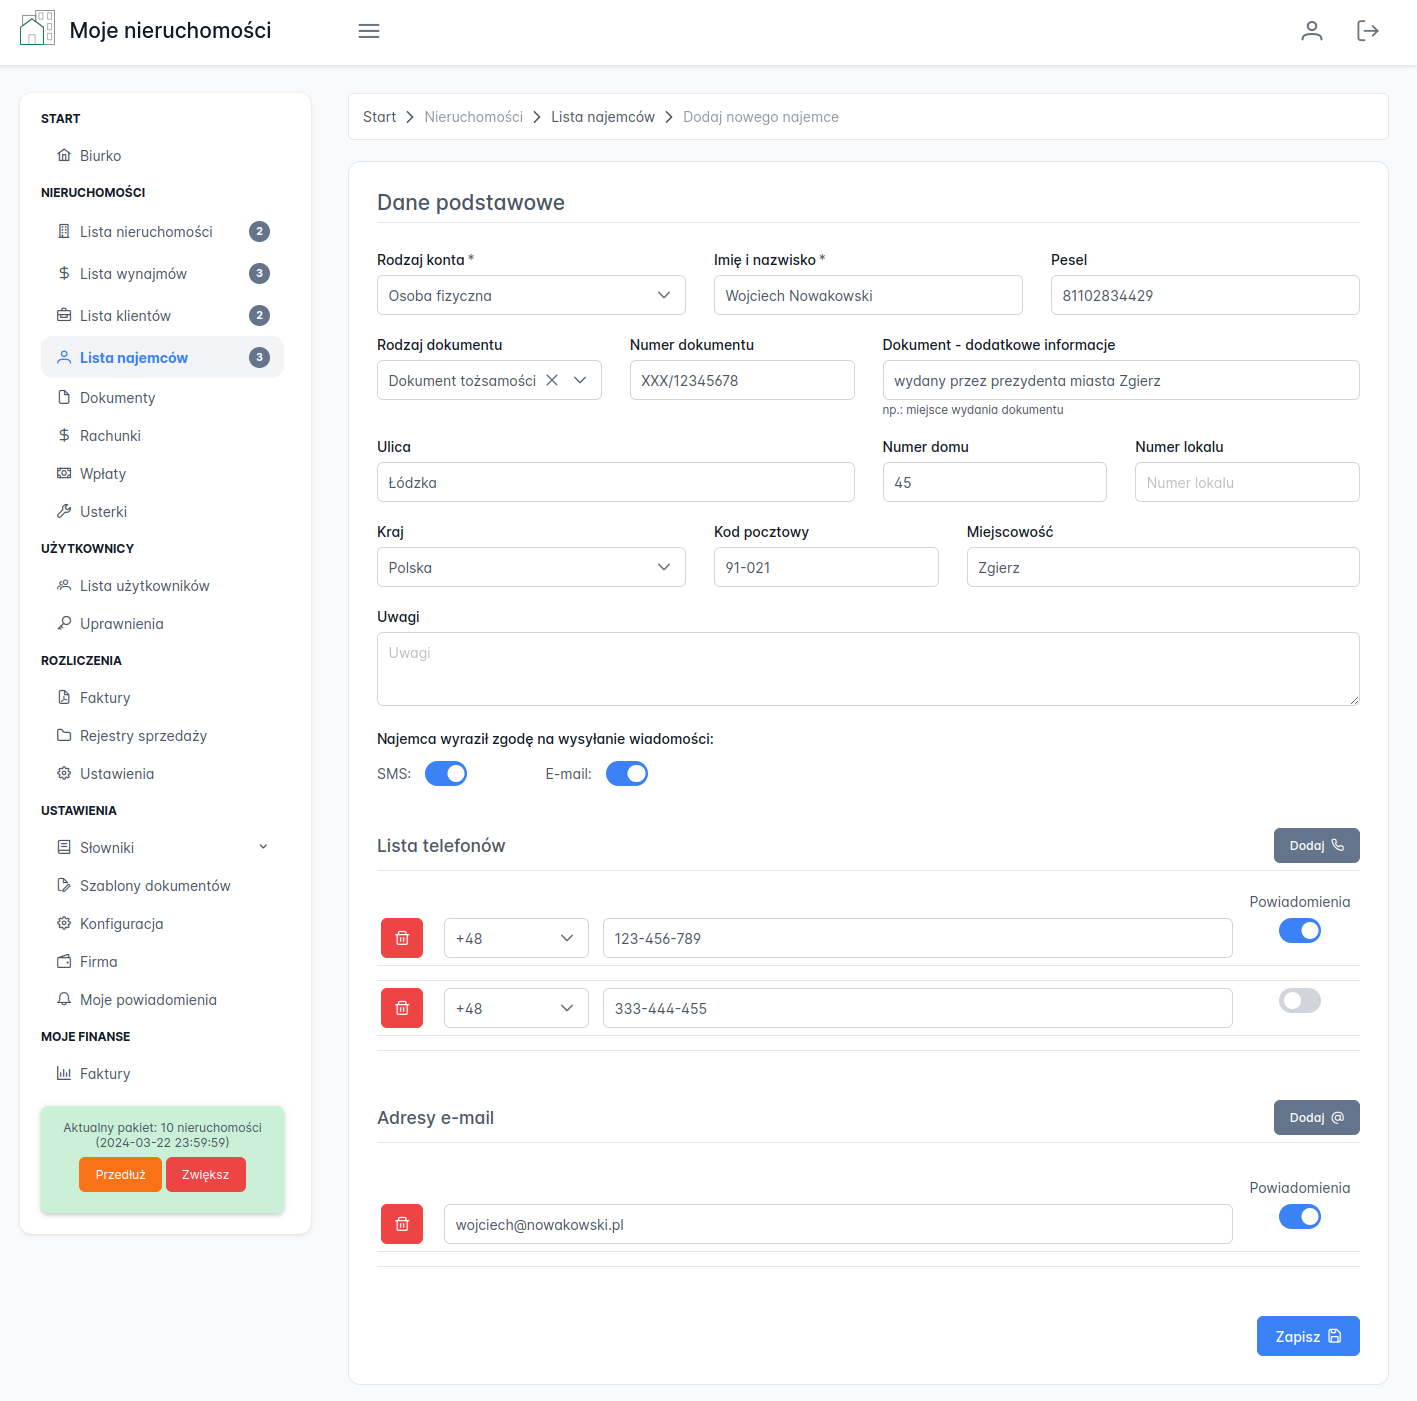 Moje nieruchomości
START
Biurko
NIERUCHOMOŚCI
Lista nieruchomości 2
Lista wynajmów 3
Lista klientów 2
Lista najemców 3
Dokumenty
Rachunki
Wpłaty
Usterki
UŻYTKOWNICY
Lista użytkowników
Uprawnienia
ROZLICZENIA
Faktury
Rejestry sprzedaży
Ustawienia
USTAWIENIA
Słowniki
Szablony dokumentów
Konfiguracja
Firma
Moje powiadomienia
MOJE FINANSE
Faktury
Aktualny pakiet: 10 nieruchomości
(2024-03-22 23:59:59)
Przedłuż Zwiększ
Start Nieruchomości Lista najemców Dodaj nowego najemce
Dane podstawowe
Rodzaj konta * Imię i nazwisko * Pesel
Osoba fizyczna Wojciech Nowakowski 81102834429
Rodzaj dokumentu Numer dokumentu Dokument - dodatkowe informacje
Dokument tożsamości XXX/12345678 wydany przez prezydenta miasta Zgierz
np.: miejsce wydania dokumentu
Ulica Numer domu Numer lokalu
Łódzka 45 Numer lokalu
Kraj Kod pocztowy Miejscowość
Polska 91-021 Zgierz
Uwagi
Uwagi
Najemca wyraził zgodę na wysyłanie wiadomości:
SMS: E-mail:
Lista telefonów Dodaj
Powiadomienia
+48 123-456-789
+48 333-444-455
Adresy e-mail Dodaj
Powiadomienia
wojciech@nowakowski.pl
Zapisz